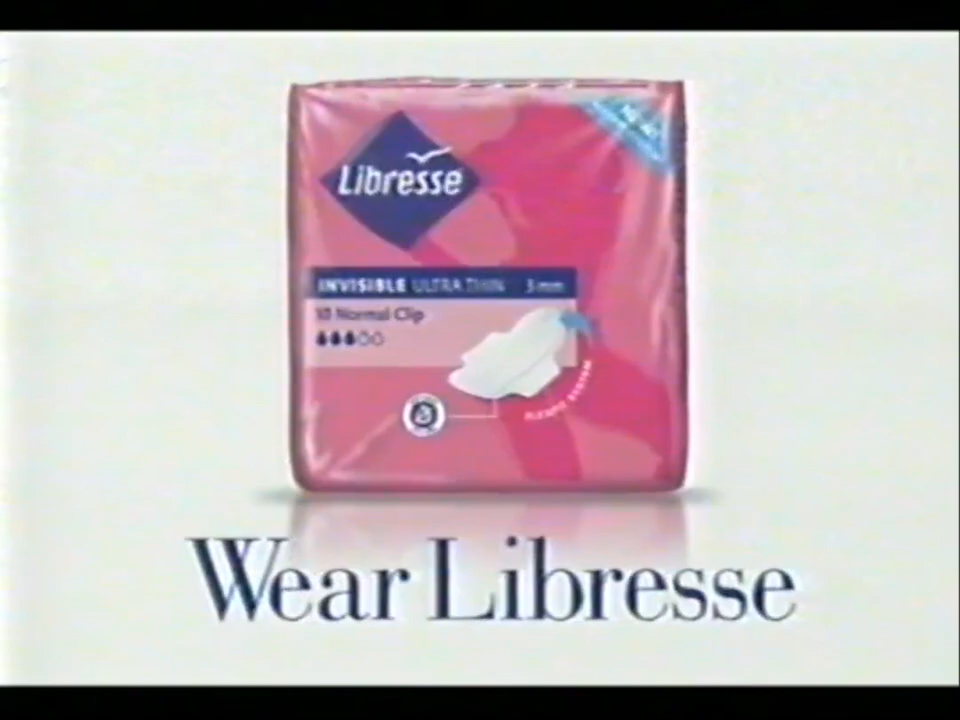 Libresse
INVISIBLE ULTRA THIN 3 mm
10 Normal Clip
Wear Libresse